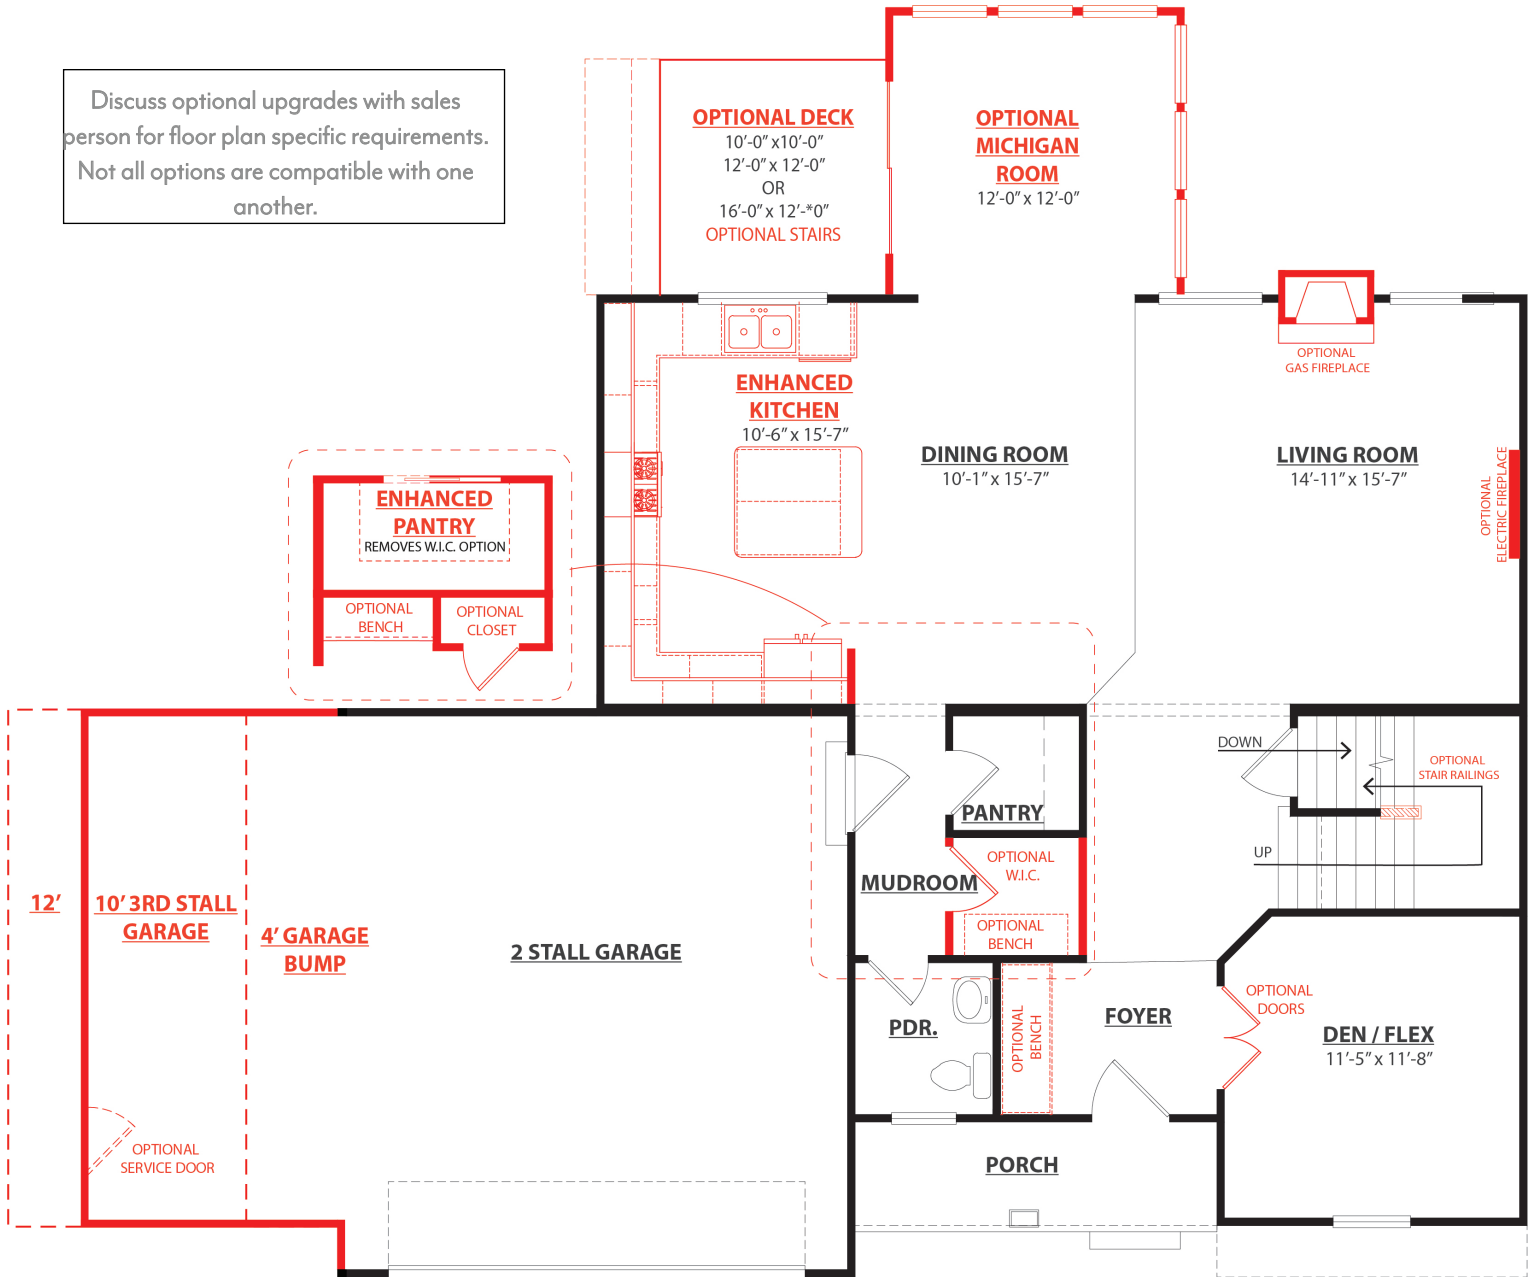 Discuss optional upgrades with sales
person for floor plan specific requirements.
Not all options are compatible with one
another.
OPTIONAL DECK
10'-0" x10'-0"
12'-0" x 12'-0"
OR
16'-0" x 12'-*0"
OPTIONAL STAIRS
OPTIONAL
MICHIGAN
ROOM
12'-0" x 12'-0"
OPTIONAL
GAS FIREPLACE
ENHANCED
KITCHEN
10'-6" x 15'-7"
DINING ROOM
10'-1" x 15'-7"
LIVING ROOM
14'-11" x 15'-7"
OPTIONAL
ELECTRIC FIREPLACE
ENHANCED
PANTRY
REMOVES W.I.C. OPTION
OPTIONAL
BENCH
OPTIONAL
CLOSET
DOWN
OPTIONAL
STAIR RAILINGS
UP
PANTRY
OPTIONAL
W.I.C.
MUDROOM
OPTIONAL
BENCH
12'
10' 3RD STALL
GARAGE
4' GARAGE
BUMP
2 STALL GARAGE
PDR.
OPTIONAL
BENCH
FOYER
OPTIONAL
DOORS
DEN / FLEX
11'-5" x 11'-8"
OPTIONAL
SERVICE DOOR
PORCH